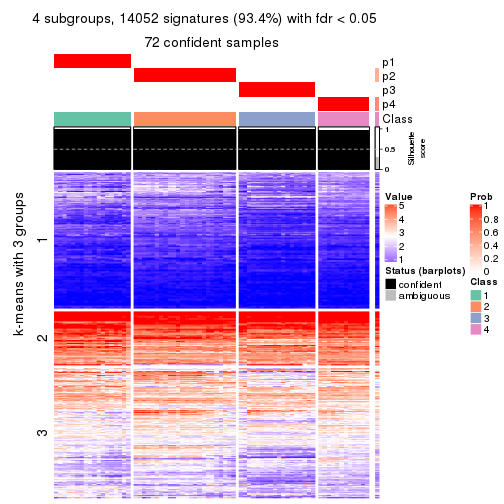 4 subgroups, 14052 signatures (93.4%) with fdr < 0.05
72 confident samples
p1
p2
p3
p4
Class
1
0.5
0
Silhouette
score
k-means with 3 groups
1
2
3
Value
5
4
3
2
1
Status (barplots)
confident
ambiguous
Prob
1
0.8
0.6
0.4
0.2
0
Class
1
2
3
4